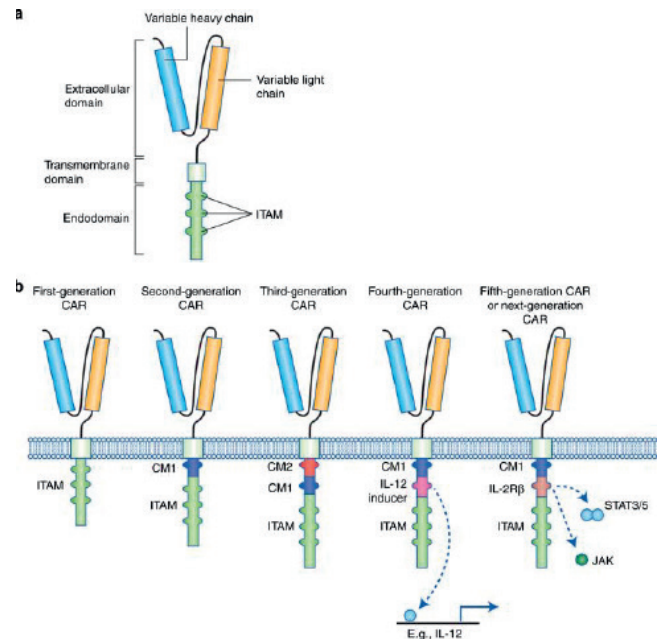 a
Variable heavy chain
Extracellular
domain
Variable light
chain
Transmembrane
domain
Endodomain
ITAM
b
First-generation
CAR
Second-generation
CAR
Third-generation
CAR
Fourth-generation
CAR
Fifth-generation CAR
or next-generation
CAR
ITAM
CM1
ITAM
CM2
CM1
ITAM
CM1
IL-12
inducer
ITAM
E.g., IL-12
CM1
IL-2Rβ
ITAM
STAT3/5
JAK